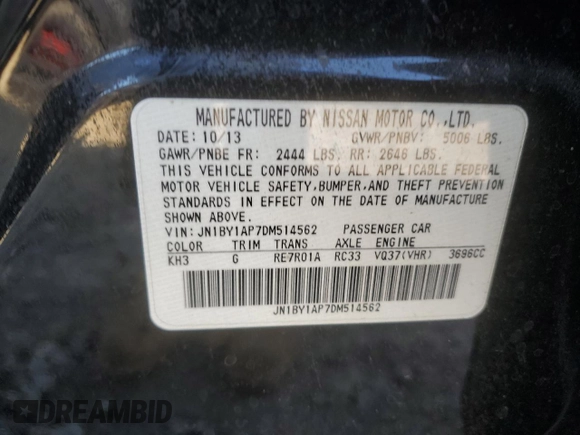 MANUFACTURED BY NISSAN MOTOR CO.,LTD.
DATE: 10/13 GVWR/PNBV: 5006 LBS.
GAWR/PNBE FR: 2444 LBS. RR: 2646 LBS.
THIS VEHICLE CONFORMS TO ALL APPLICABLE FEDERAL
MOTOR VEHICLE SAFETY,BUMPER,AND THEFT PREVENTION
STANDARDS IN EFFECT ON THE DATE OF MANUFACTURE
SHOWN ABOVE.
VIN: JN1BY1AP7DM514562 PASSENGER CAR
COLOR TRIM TRANS AXLE ENGINE
KH3 G RE7R01A RC33 VQ37(VHR) 3696CC
JN1BY1AP7DM514562
DREAMBID